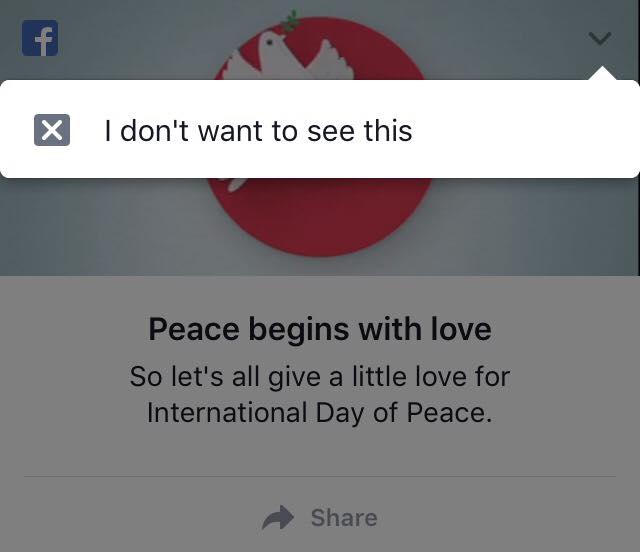 I don't want to see this
Peace begins with love
So let's all give a little love for
International Day of Peace.
Share